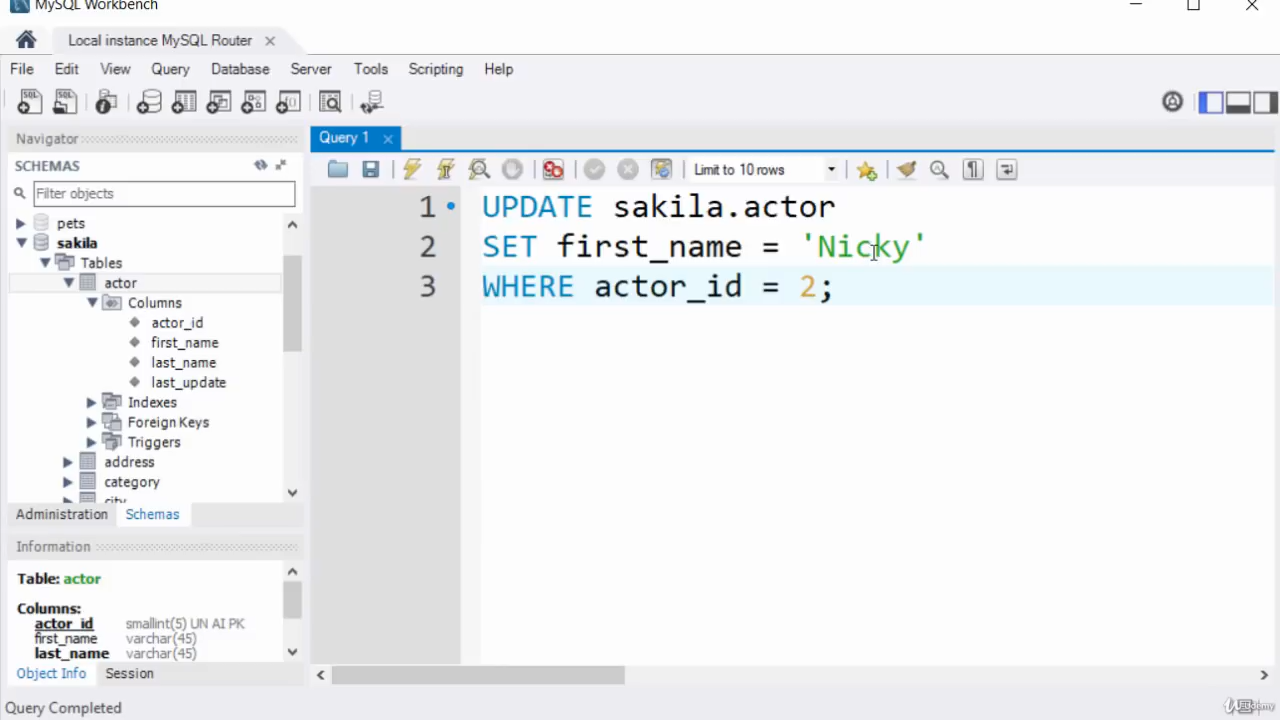 MySQL Workbench
Local instance MySQL Router
File Edit View Query Database Server Tools Scripting Help
Navigator
SCHEMAS
Filter objects
pets
sakila
Tables
actor
Columns
actor_id
first_name
last_name
last_update
Indexes
Foreign Keys
Triggers
address
category
city
Administration Schemas
Information
Table: actor
Columns:
actor_id smallint(5) UN AI PK
first_name varchar(45)
last_name varchar(45)
Object Info Session
Query Completed
Query 1
Limit to 10 rows
1 UPDATE sakila.actor
2 SET first_name = 'Nicky'
3 WHERE actor_id = 2;